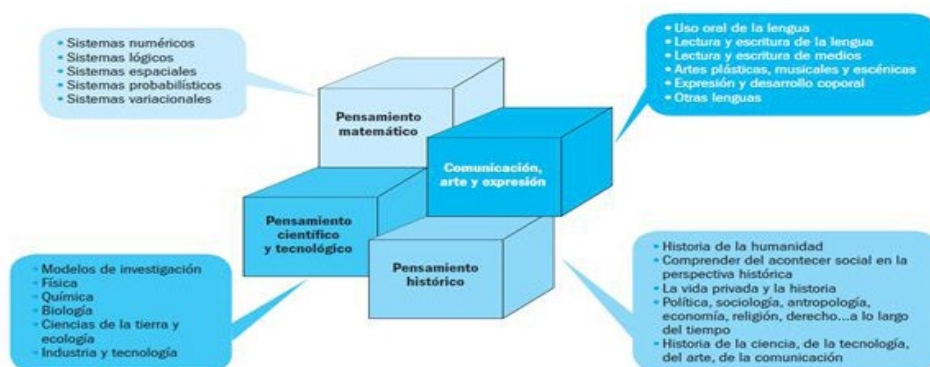 • Sistemas numéricos
• Sistemas lógicos
• Sistemas espaciales
• Sistemas probabilísticos
• Sistemas variacionales
• Uso oral de la lengua
• Lectura y escritura de la lengua
• Lectura y escritura de medios
• Artes plásticas, musicales y escénicas
• Expresión y desarrollo coporal
• Otras lenguas
Pensamiento
matemático
Comunicación,
arte y expresión
Pensamiento
científico
y tecnológico
Pensamiento
histórico
• Modelos de investigación
• Física
• Química
• Biología
• Ciencias de la tierra y
ecología
• Industria y tecnología
• Historia de la humanidad
• Comprender del acontecer social en la
perspectiva histórica
• La vida privada y la historia
• Política, sociología, antropología,
economía, religión, derecho...a lo largo
del tiempo
• Historia de la ciencia, de la tecnología,
del arte, de la comunicación